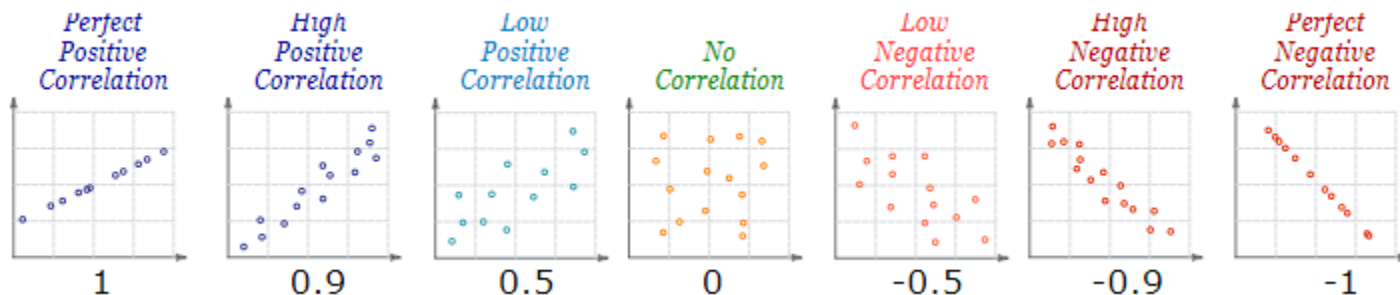 Perfect
Positive
Correlation
High
Positive
Correlation
Low
Positive
Correlation
No
Correlation
Low
Negative
Correlation
High
Negative
Correlation
Perfect
Negative
Correlation
1
0.9
0.5
0
-0.5
-0.9
-1